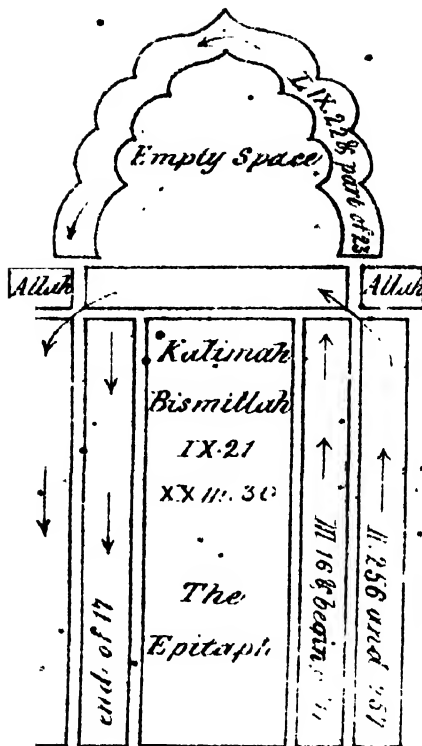 LIX.22 & part of 23
Empty Space
Allah
Allah
Kalimah
Bismillah
IX.21
XXIII.30
The
Epitaph
end of 17
III 16 & begin
II. 256 and 257